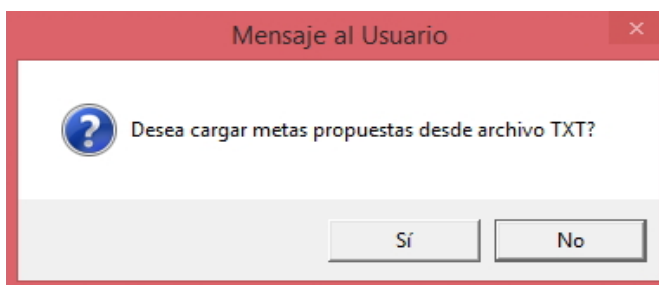 Mensaje al Usuario
Desea cargar metas propuestas desde archivo TXT?
Sí
No